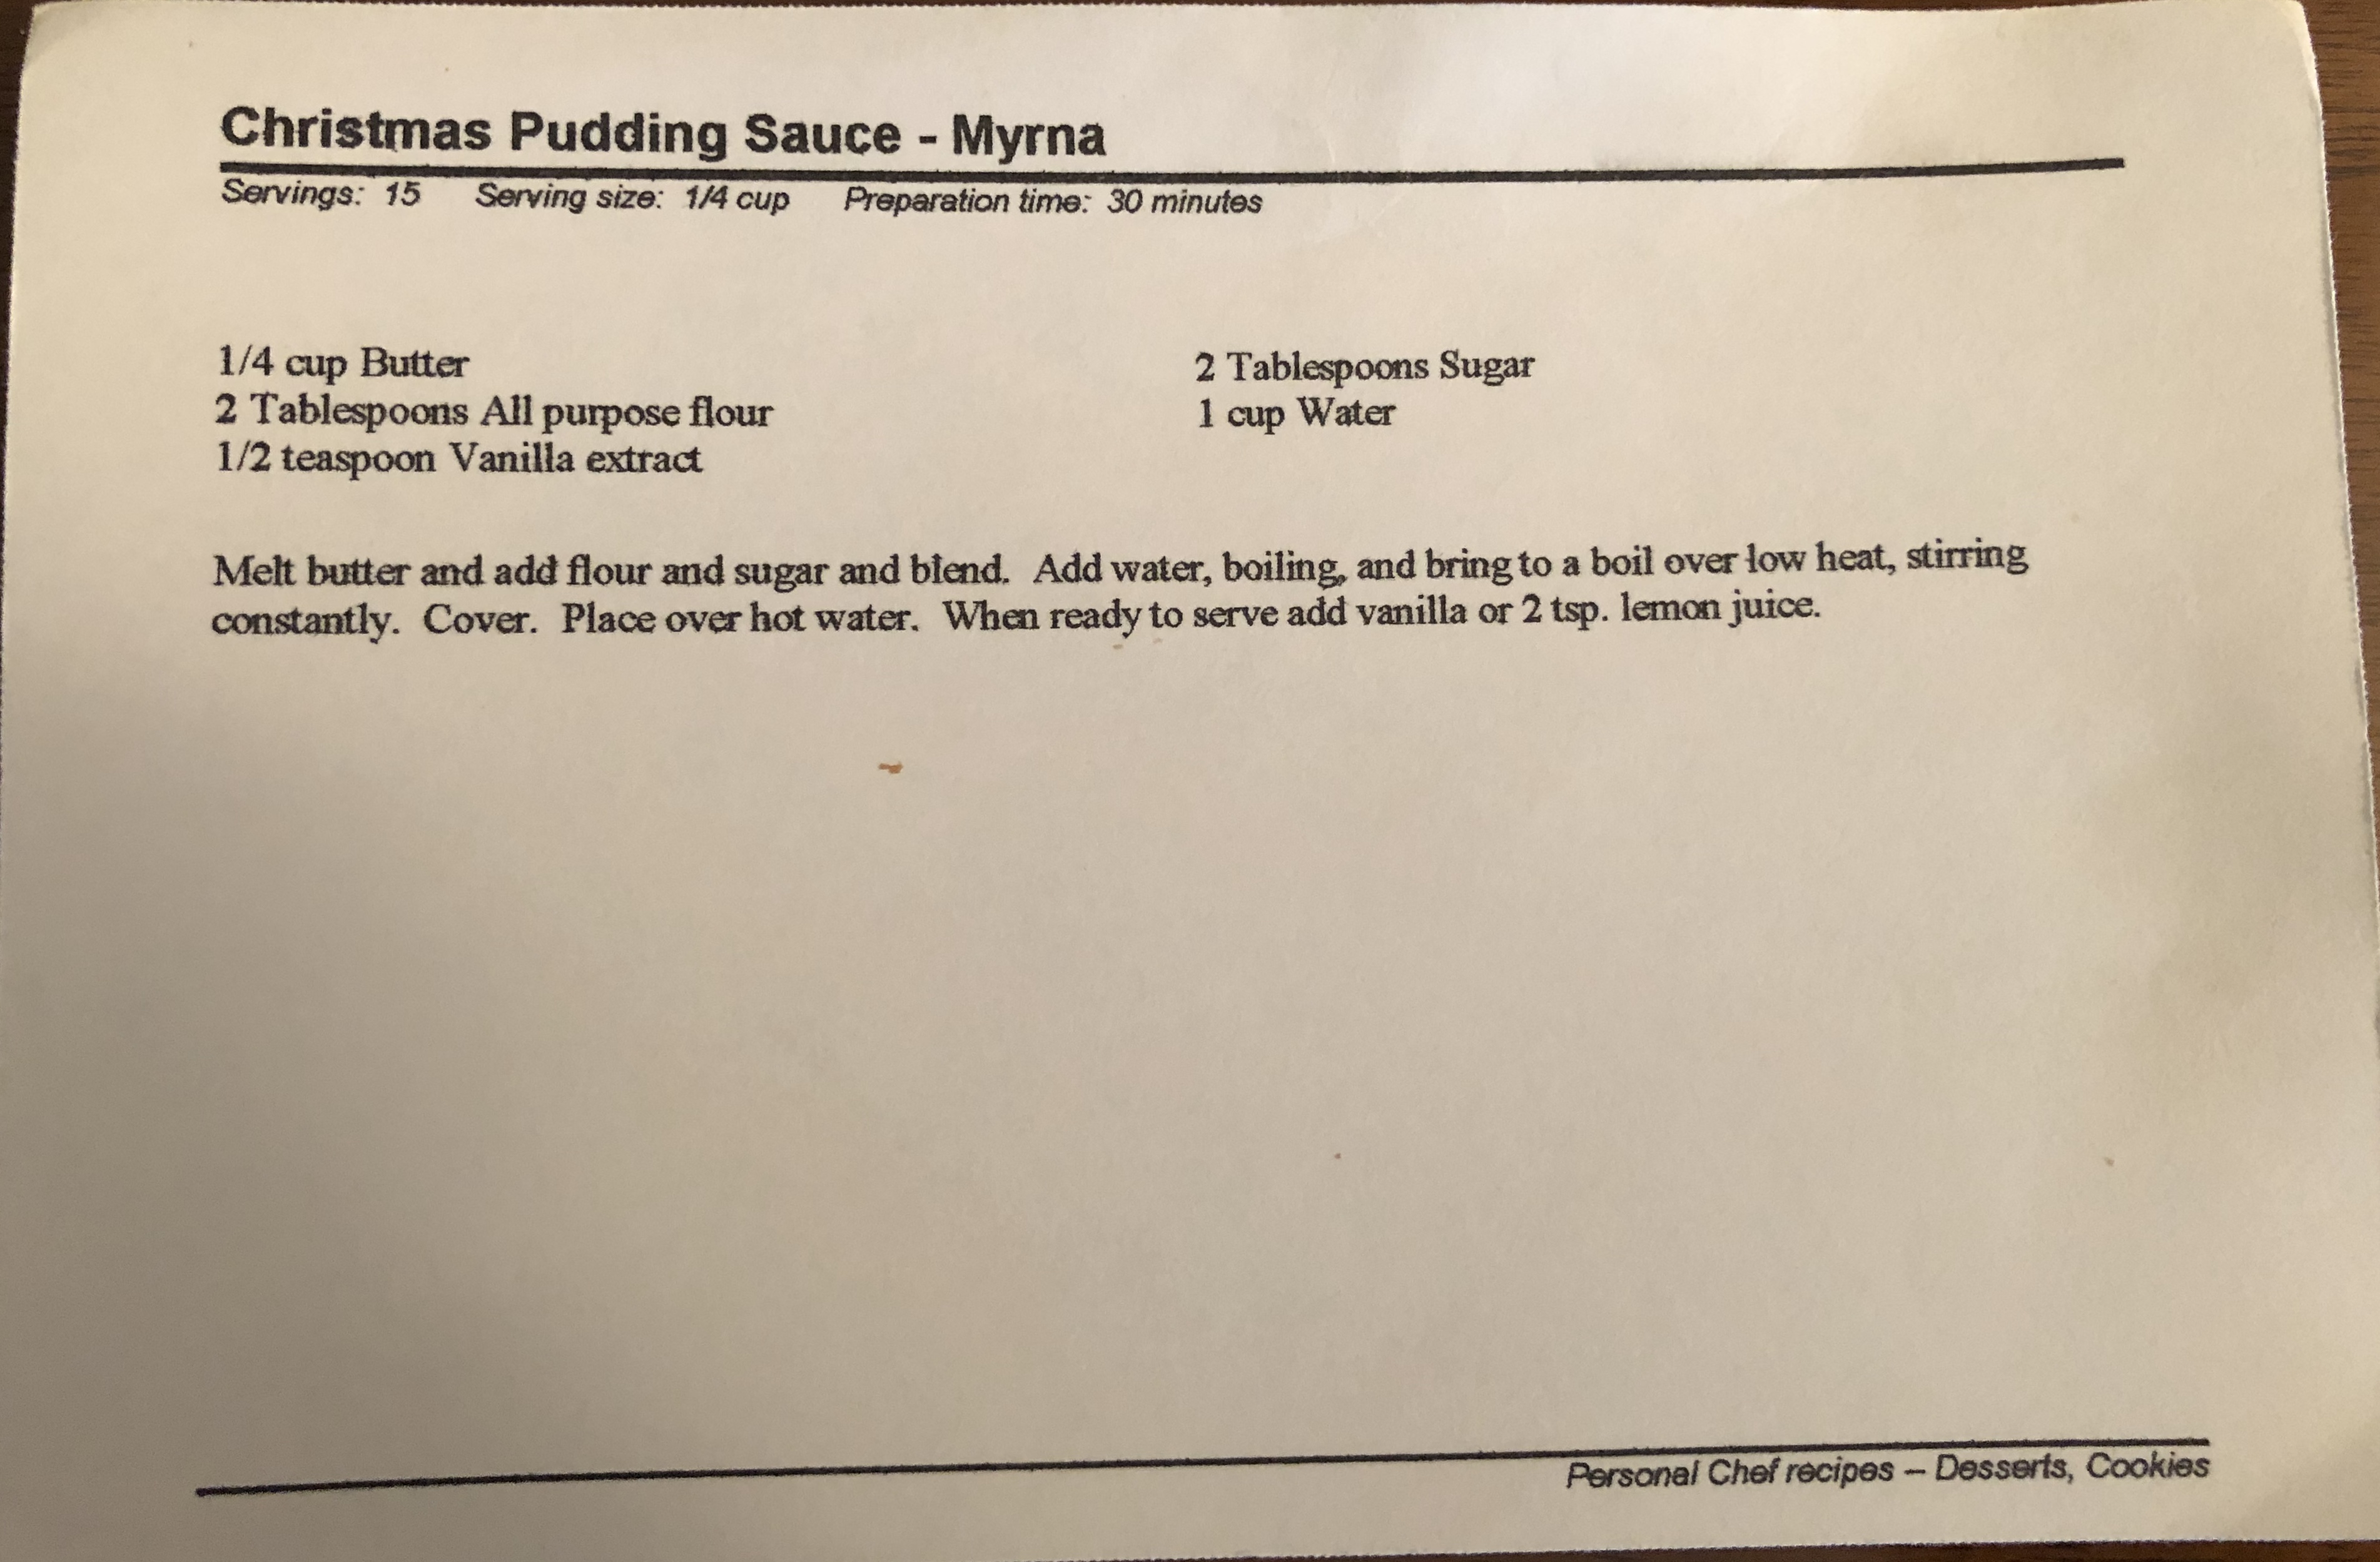 Christmas Pudding Sauce - Myrna
Servings: 15 Serving size: 1/4 cup Preparation time: 30 minutes
1/4 cup Butter 2 Tablespoons Sugar
2 Tablespoons All purpose flour 1 cup Water
1/2 teaspoon Vanilla extract
Melt butter and add flour and sugar and blend. Add water, boiling, and bring to a boil over low heat, stirring
constantly. Cover. Place over hot water. When ready to serve add vanilla or 2 tsp. lemon juice.
Personal Chef recipes – Desserts, Cookies